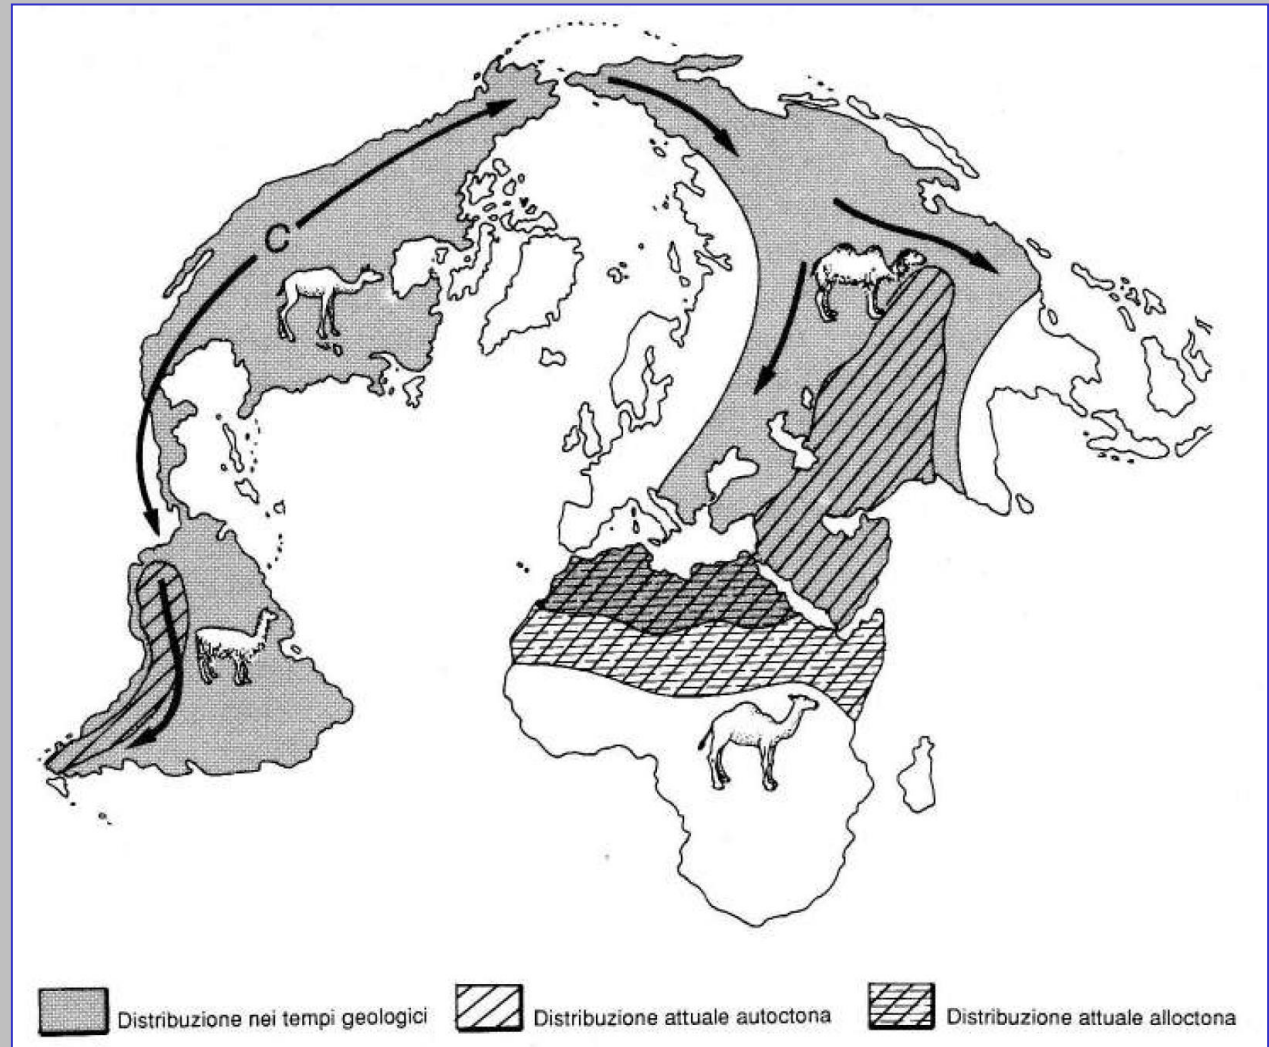 C
Distribuzione nei tempi geologici
Distribuzione attuale autoctona
Distribuzione attuale alloctona